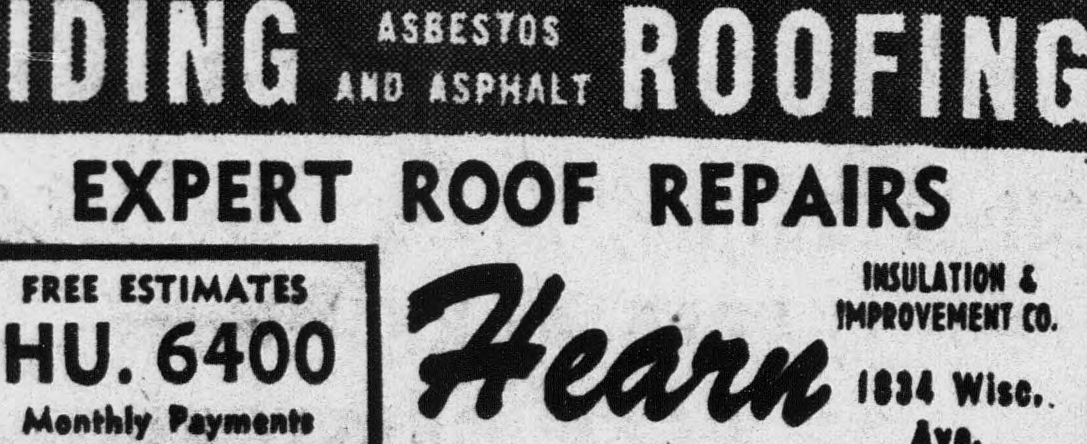 IDING ASBESTOS AND ASPHALT ROOFING
EXPERT ROOF REPAIRS
FREE ESTIMATES
HU. 6400
Monthly Payments
Hearn
INSULATION &
IMPROVEMENT CO.
1834 Wisc.
Ave.